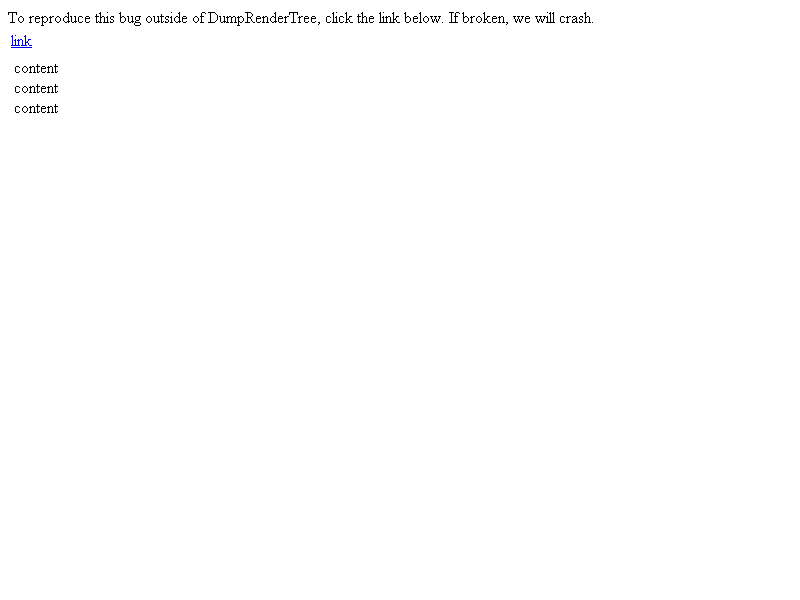 To reproduce this bug outside of DumpRenderTree, click the link below. If broken, we will crash.
link
content
content
content